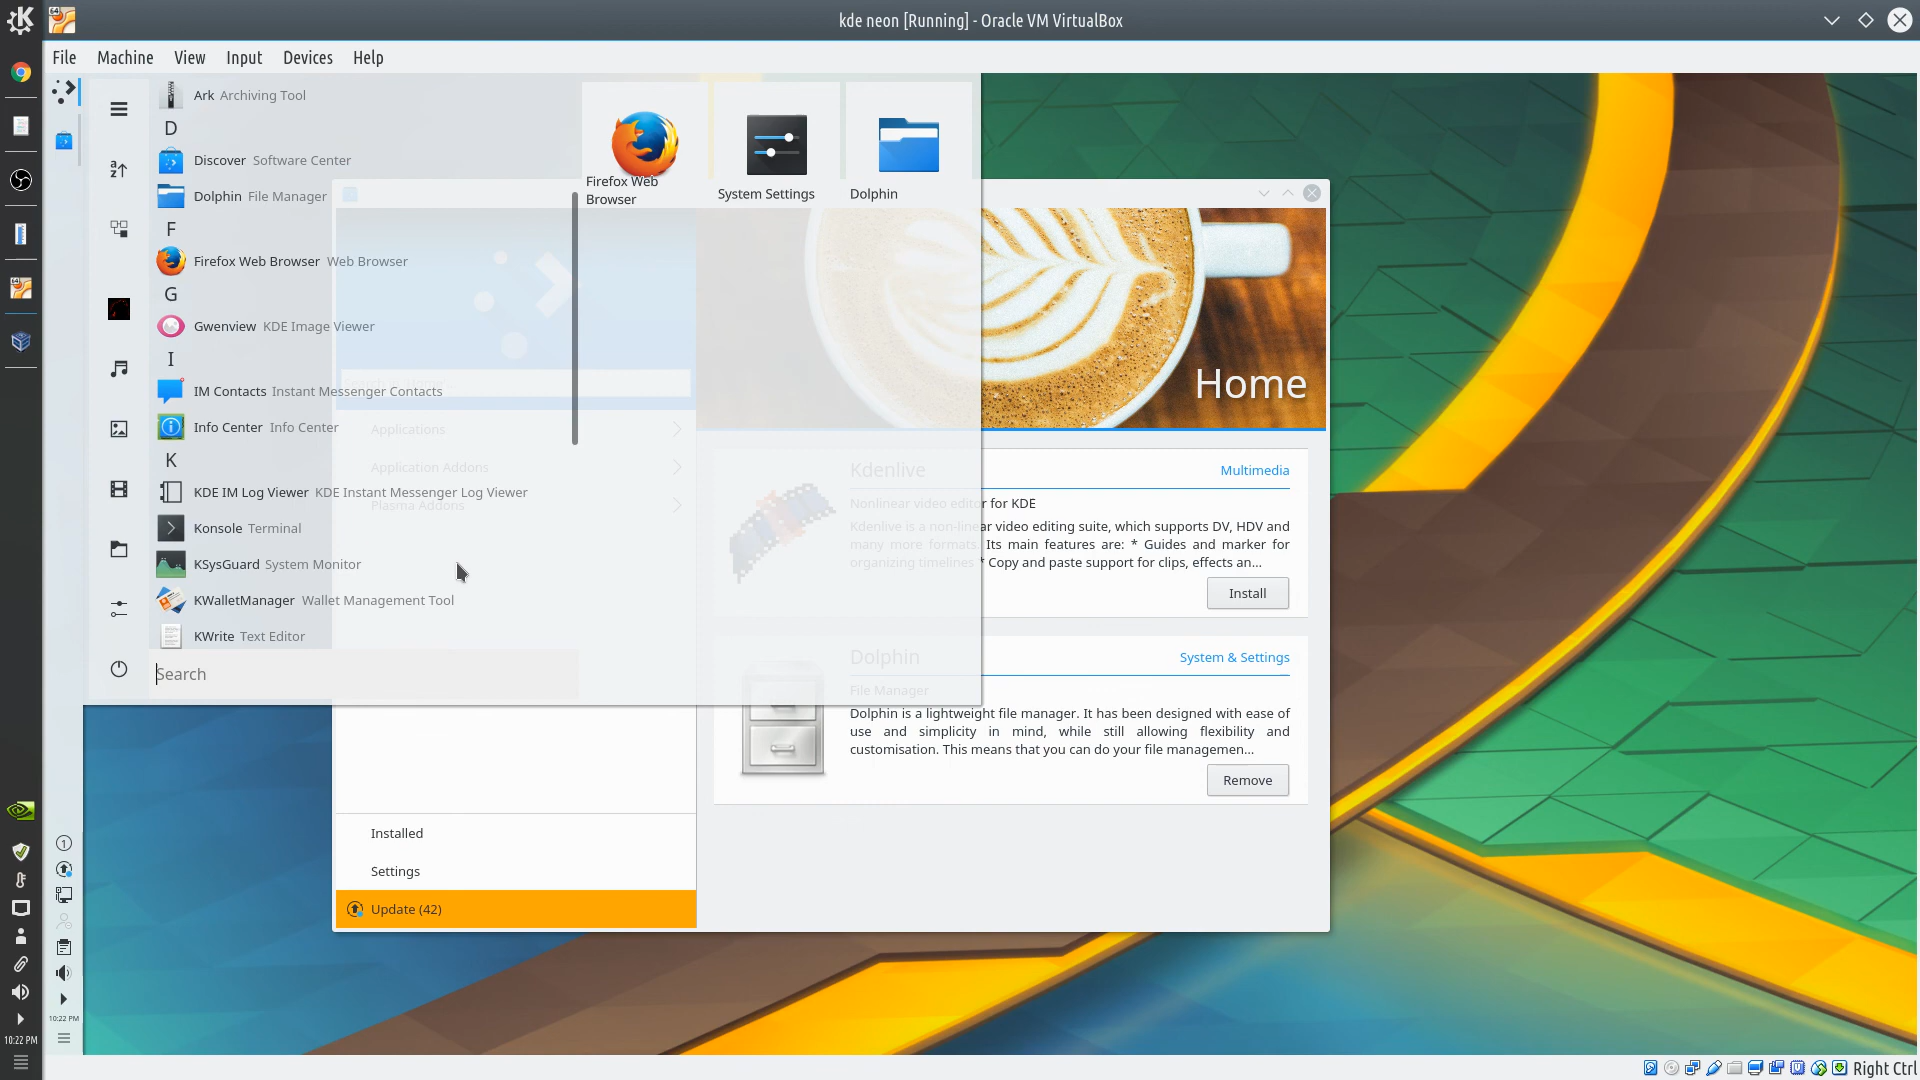 kde neon [Running] - Oracle VM VirtualBox
File Machine View Input Devices Help
Ark Archiving Tool
D
Discover Software Center
Dolphin File Manager
F
Firefox Web Browser Web Browser
G
Gwenview KDE Image Viewer
I
IM Contacts Instant Messenger Contacts
Info Center Info Center
K
KDE IM Log Viewer KDE Instant Messenger Log Viewer
Konsole Terminal
KSysGuard System Monitor
KWalletManager Wallet Management Tool
KWrite Text Editor
Search
Firefox Web
Browser
System Settings
Dolphin
Home
Applications
Application Addons
Plasma Addons
Installed
Settings
Update (42)
Kdenlive
Multimedia
Nonlinear video editor for KDE
Kdenlive is a non-linear video editing suite, which supports DV, HDV and
many more formats. Its main features are: * Guides and marker for
organizing timelines * Copy and paste support for clips, effects an...
Install
Dolphin
System & Settings
File Manager
Dolphin is a lightweight file manager. It has been designed with ease of
use and simplicity in mind, while still allowing flexibility and
customisation. This means that you can do your file managemen...
Remove
1
10:22 PM
10:22 PM
Right Ctrl